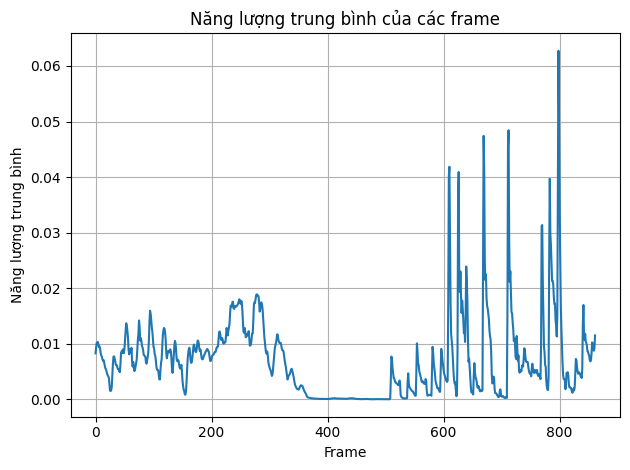 Năng lượng trung bình của các frame
Năng lượng trung bình
0.06
0.05
0.04
0.03
0.02
0.01
0.00
0 200 400 600 800
Frame